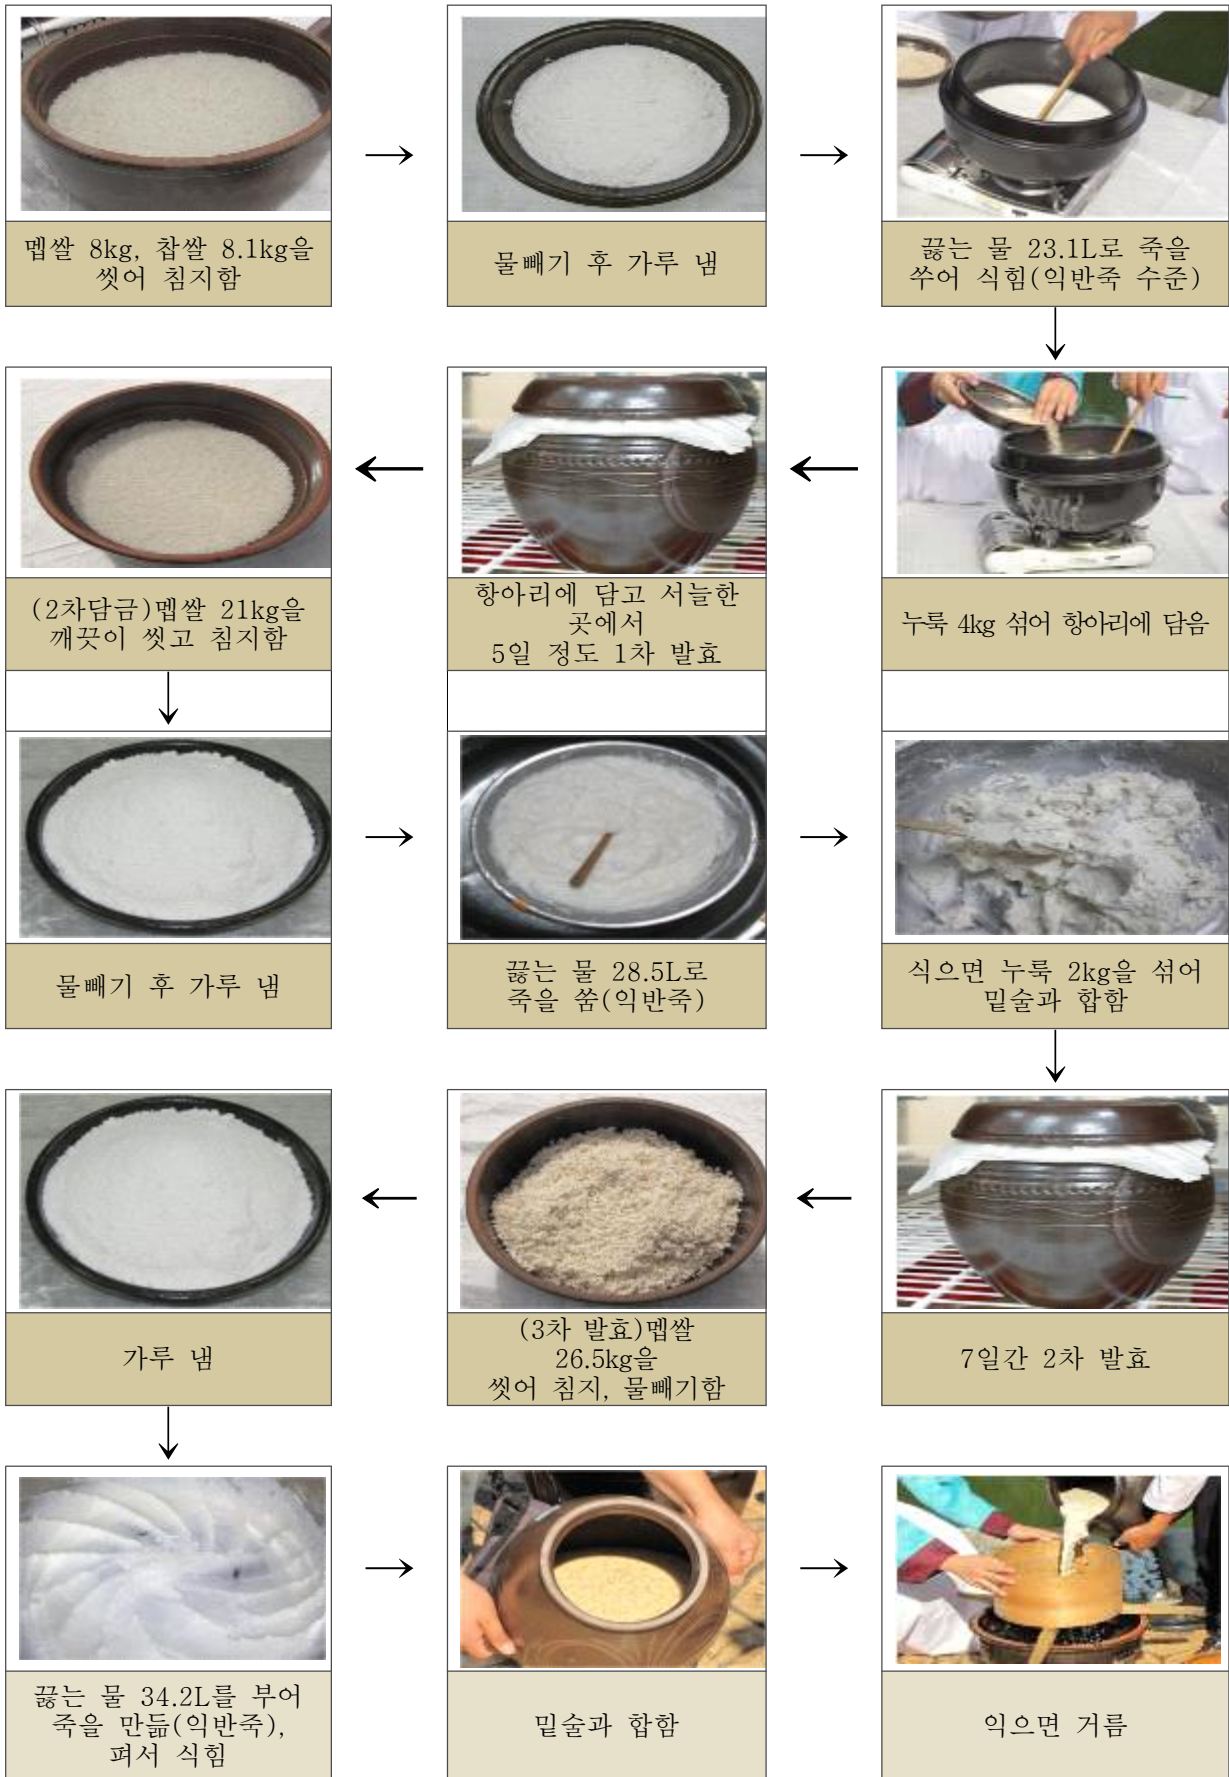 멥쌀 8kg, 찹쌀 8.1kg을
씻어 침지함
물빼기 후 가루 냄
끓는 물 23.1L로 죽을
쑤어 식힘(익반죽 수준)
누룩 4kg 섞어 항아리에 담음
항아리에 담고 서늘한
곳에서
5일 정도 1차 발효
(2차담금)멥쌀 21kg을
깨끗이 씻고 침지함
물빼기 후 가루 냄
끓는 물 28.5L로
죽을 쑴(익반죽)
식으면 누룩 2kg을 섞어
밑술과 합함
7일간 2차 발효
(3차 발효)멥쌀
26.5kg을
씻어 침지, 물빼기함
가루 냄
끓는 물 34.2L를 부어
죽을 만듦(익반죽),
펴서 식힘
밑술과 합함
익으면 거름